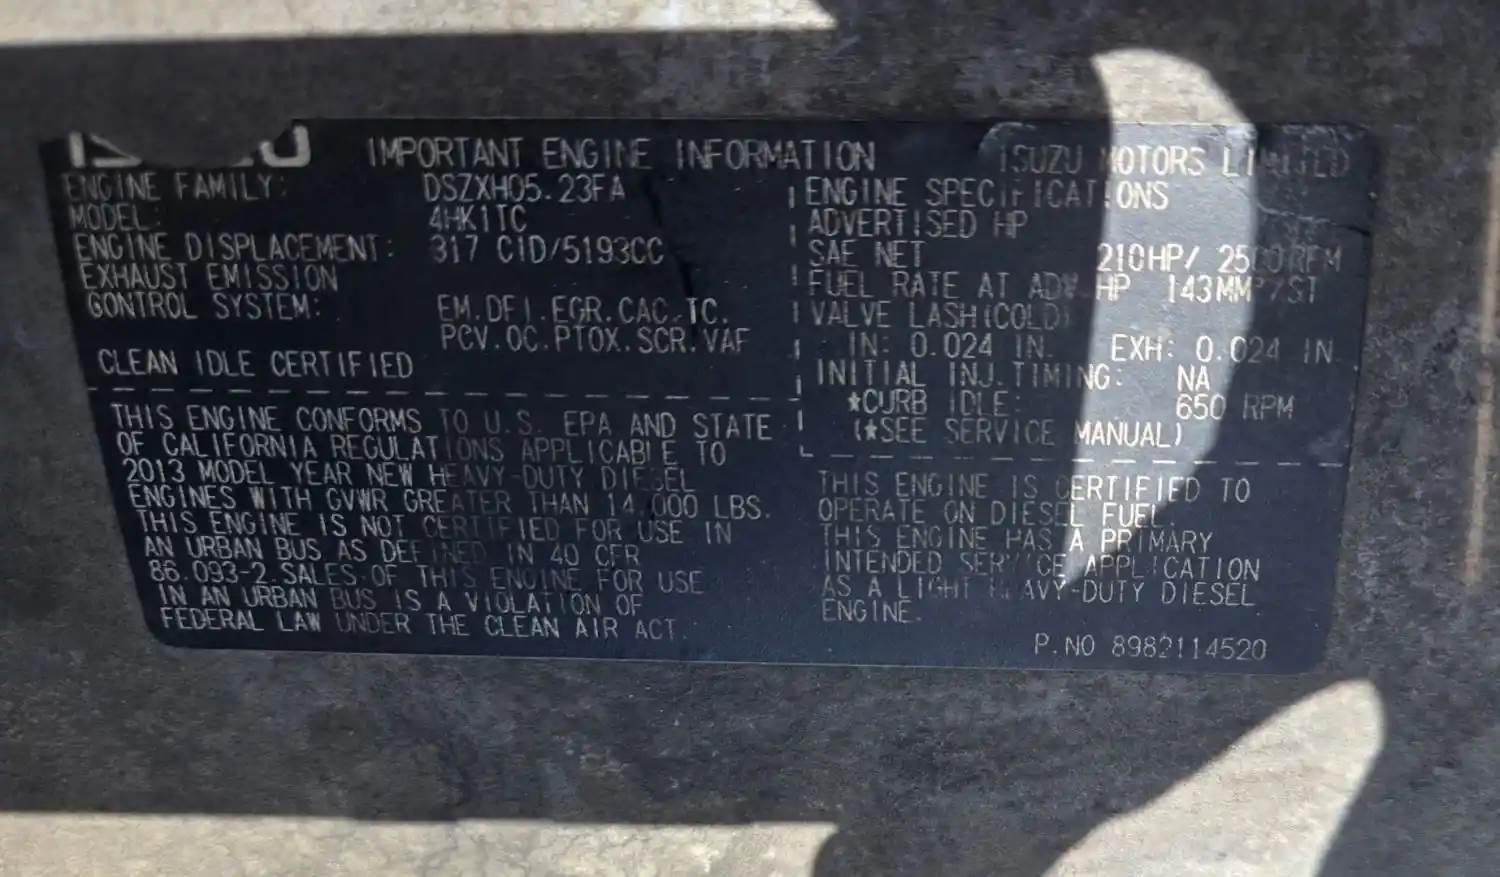 ISUZU IMPORTANT ENGINE INFORMATION ISUZU MOTORS LIMITED
ENGINE FAMILY: DSZXH05.23FA
MODEL: 4HK1TC
ENGINE DISPLACEMENT: 317 CID/5193CC
EXHAUST EMISSION
CONTROL SYSTEM: EM.DFI.EGR.CAC.TC.
PCV.OC.PTOX.SCR.VAF
CLEAN IDLE CERTIFIED
THIS ENGINE CONFORMS TO U.S. EPA AND STATE
OF CALIFORNIA REGULATIONS APPLICABLE TO
2013 MODEL YEAR NEW HEAVY-DUTY DIESEL
ENGINES WITH GVWR GREATER THAN 14,000 LBS.
THIS ENGINE IS NOT CERTIFIED FOR USE IN
AN URBAN BUS AS DEFINED IN 40 CFR
86.093-2.SALES OF THIS ENGINE FOR USE
IN AN URBAN BUS IS A VIOLATION OF
FEDERAL LAW UNDER THE CLEAN AIR ACT.
ENGINE SPECIFICATIONS
ADVERTISED HP
SAE NET 210HP/ 2500RPM
FUEL RATE AT ADV.HP 143MM³/ST
VALVE LASH(COLD)
IN: 0.024 IN. EXH: 0.024 IN
INITIAL INJ.TIMING: NA
*CURB IDLE: 650 RPM
(*SEE SERVICE MANUAL)
THIS ENGINE IS CERTIFIED TO
OPERATE ON DIESEL FUEL.
THIS ENGINE HAS A PRIMARY
INTENDED SERVICE APPLICATION
AS A LIGHT HEAVY-DUTY DIESEL
ENGINE.
P.NO 8982114520